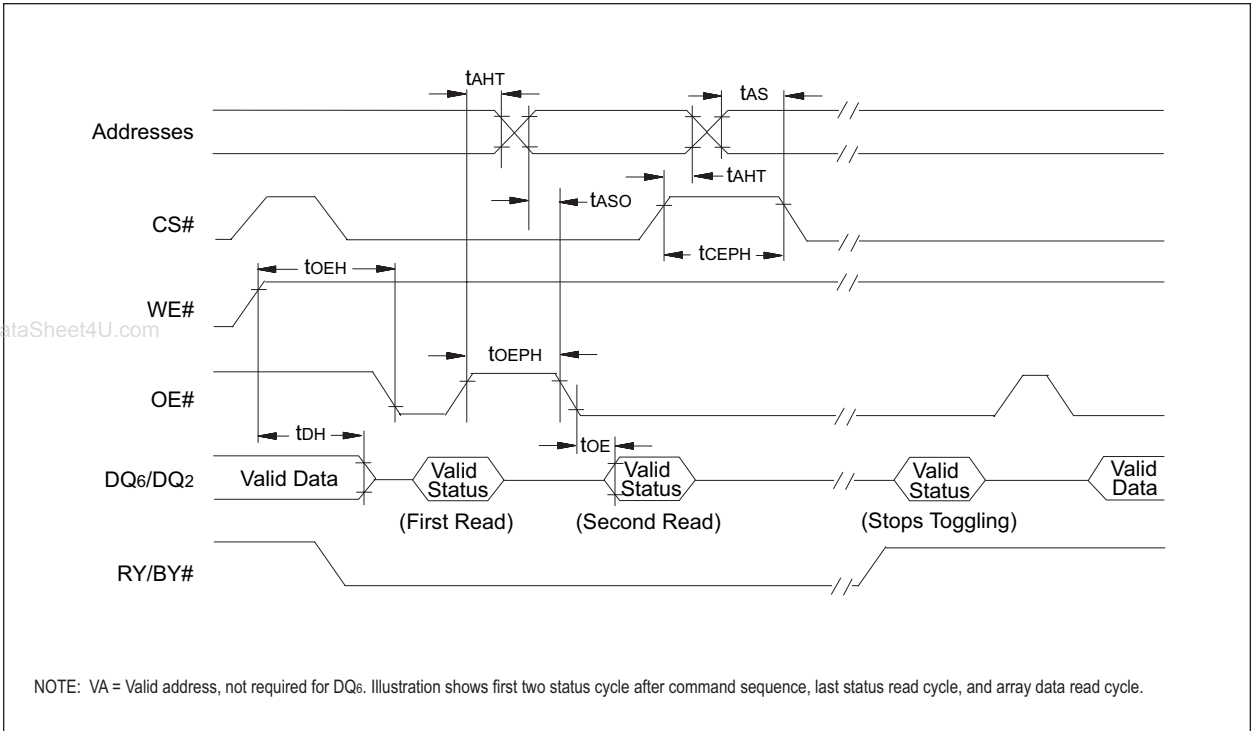 tAHT
tAS
Addresses
tAHT
tASO
CS#
tCEPH
tOEH
WE#
ataSheet4U.com
tOEPH
OE#
tDH
tOE
DQ6/DQ2
Valid Data
Valid
Status
Valid
Status
Valid
Status
Valid
Data
(First Read)
(Second Read)
(Stops Toggling)
RY/BY#
NOTE: VA = Valid address, not required for DQ6. Illustration shows first two status cycle after command sequence, last status read cycle, and array data read cycle.